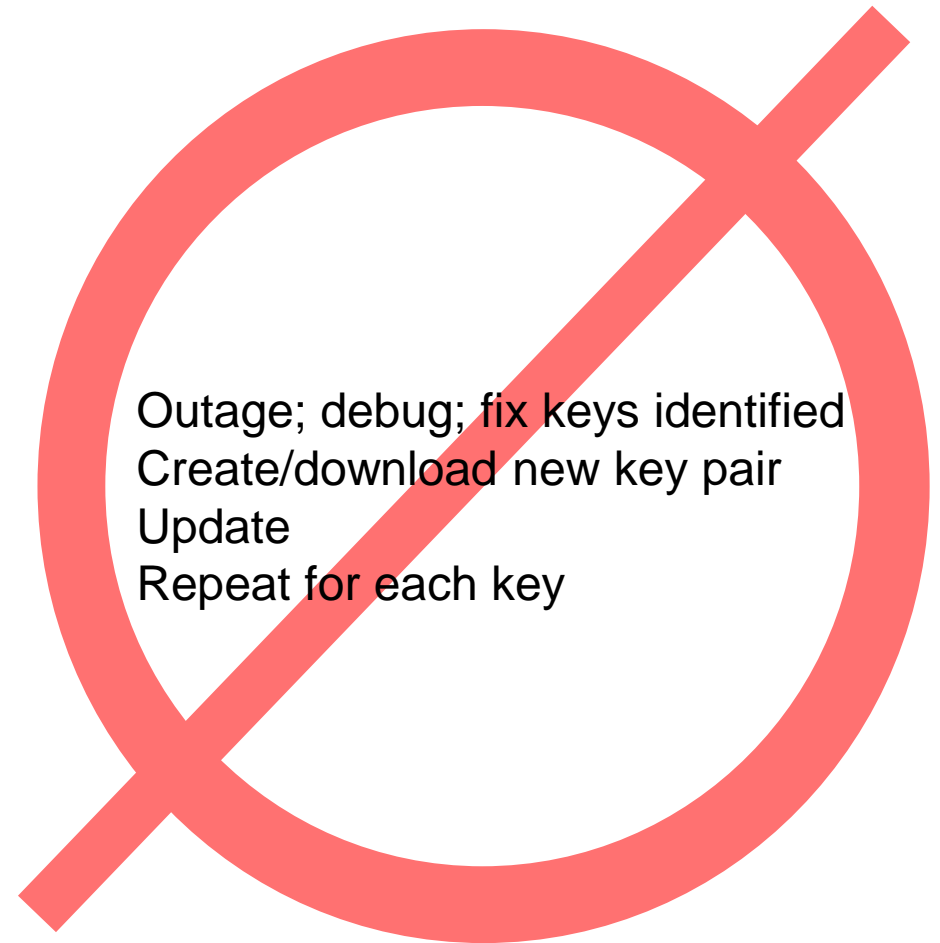 Outage; debug; fix keys identified
Create/download new key pair
Update
Repeat for each key